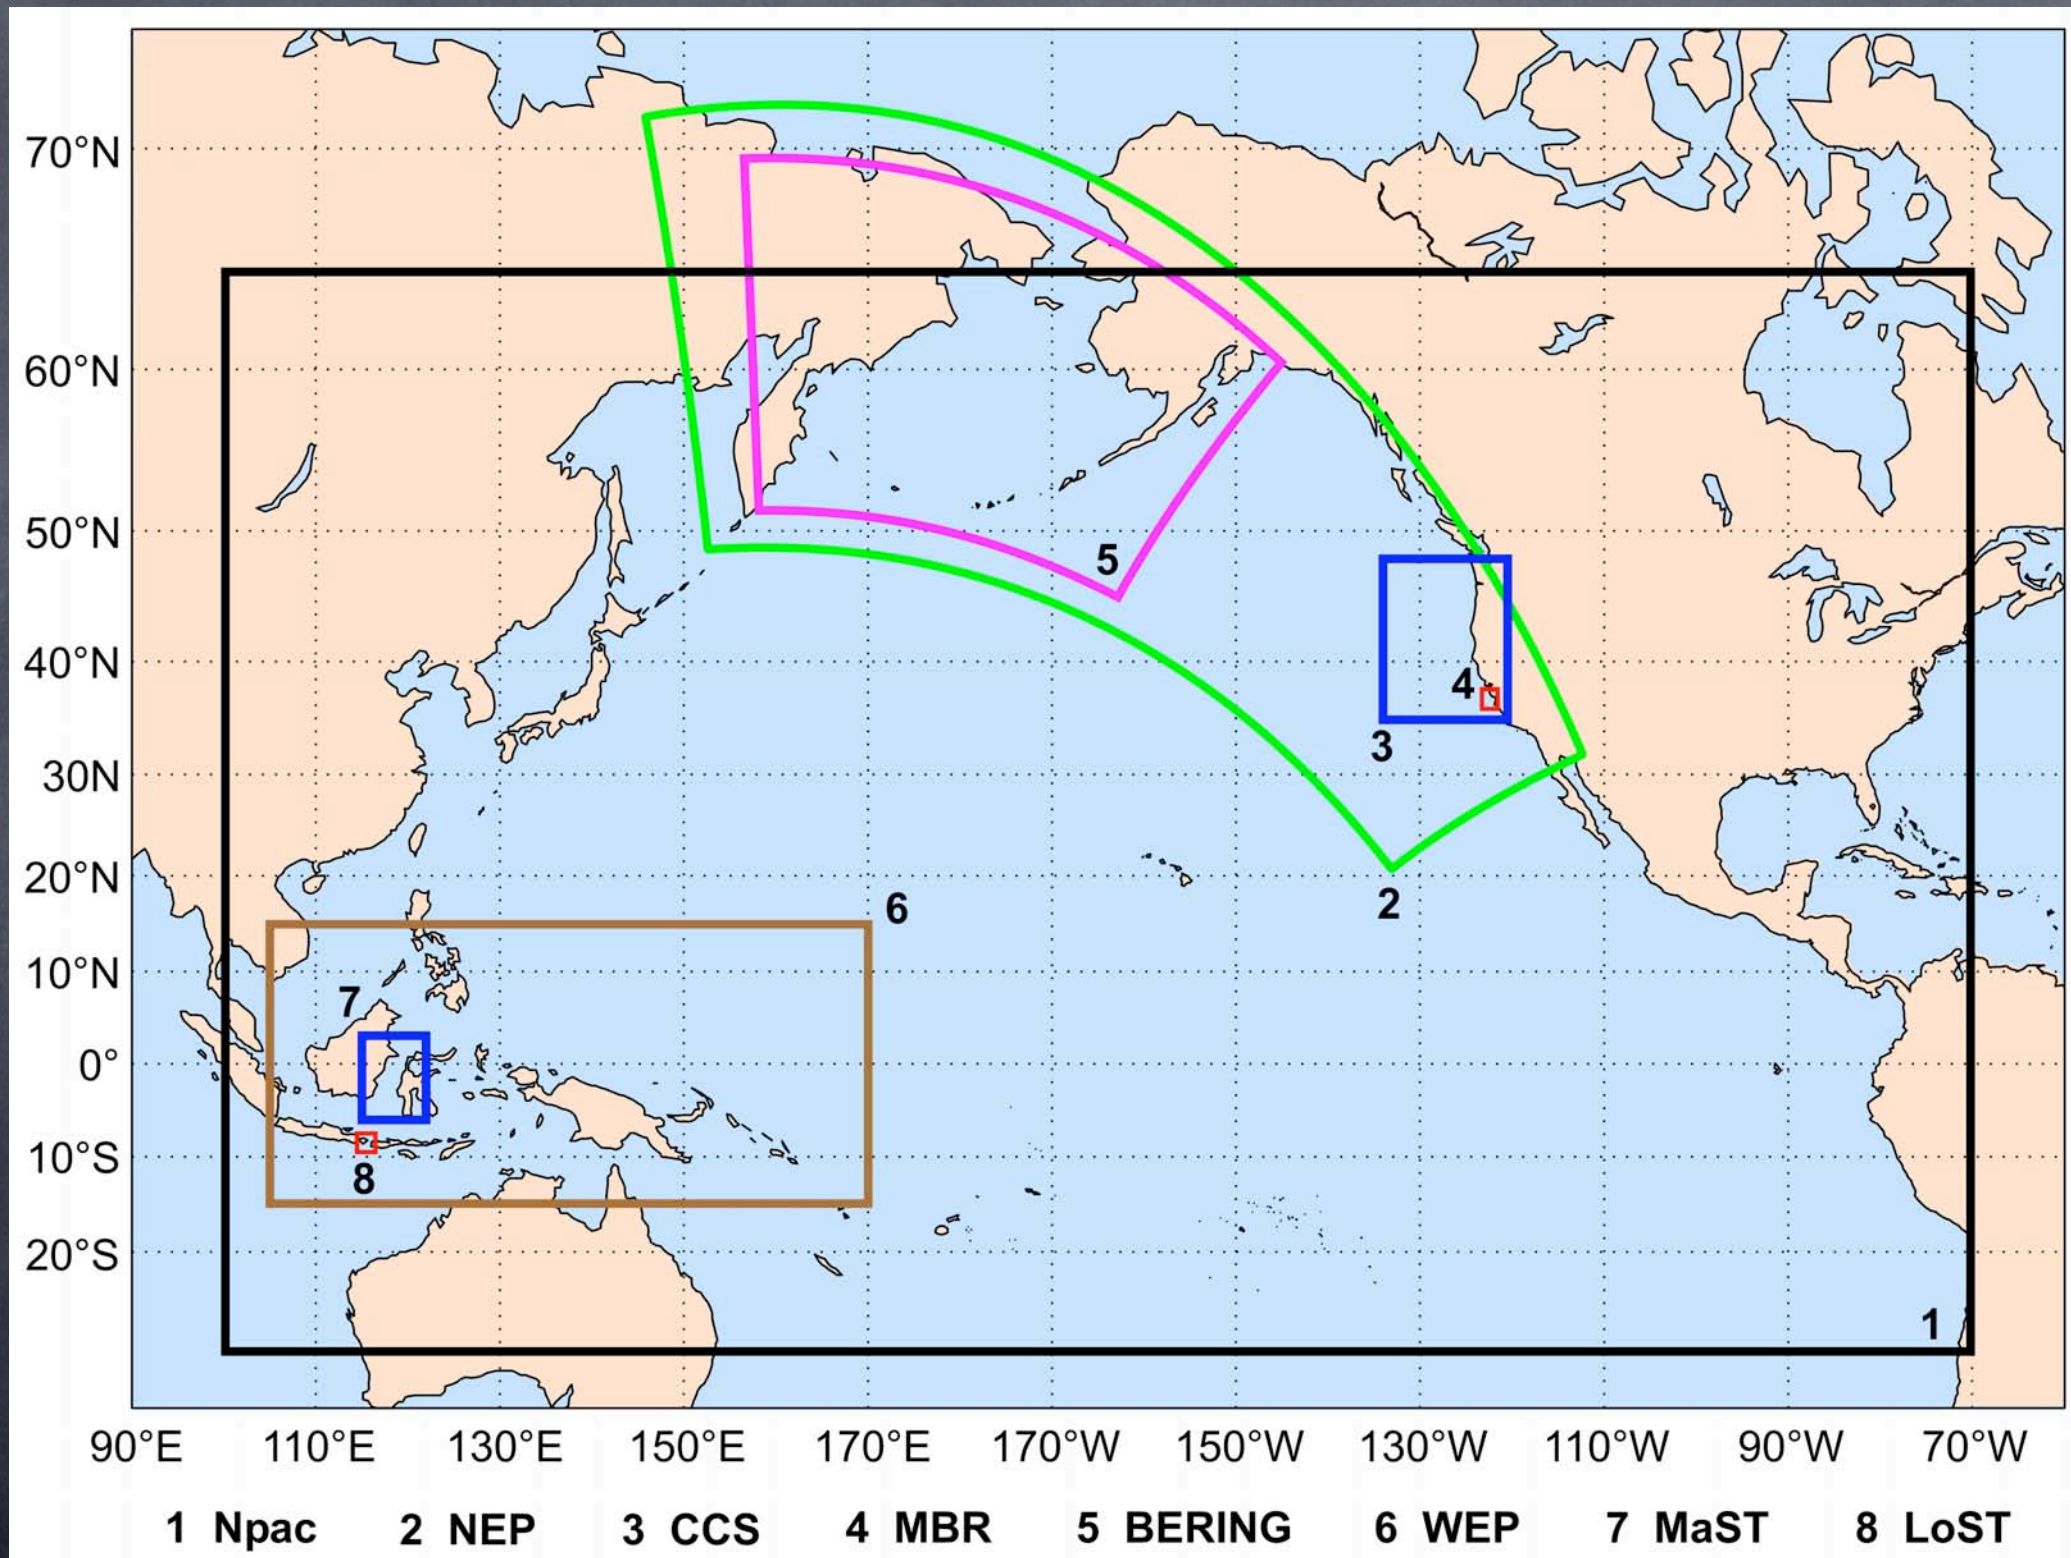 70°N
60°N
50°N
5
40°N
4
3
30N
20°N
2
6
10°N
7
0°
10°S
8
20°S
1
90°E 110°E 130°E 150°E 170°E 170°W 150°W 130°W 110°W 90°W 70°W
1 Npac 2 NEP 3 CCS 4 MBR 5 BERING 6 WEP 7 MaST 8 LoST